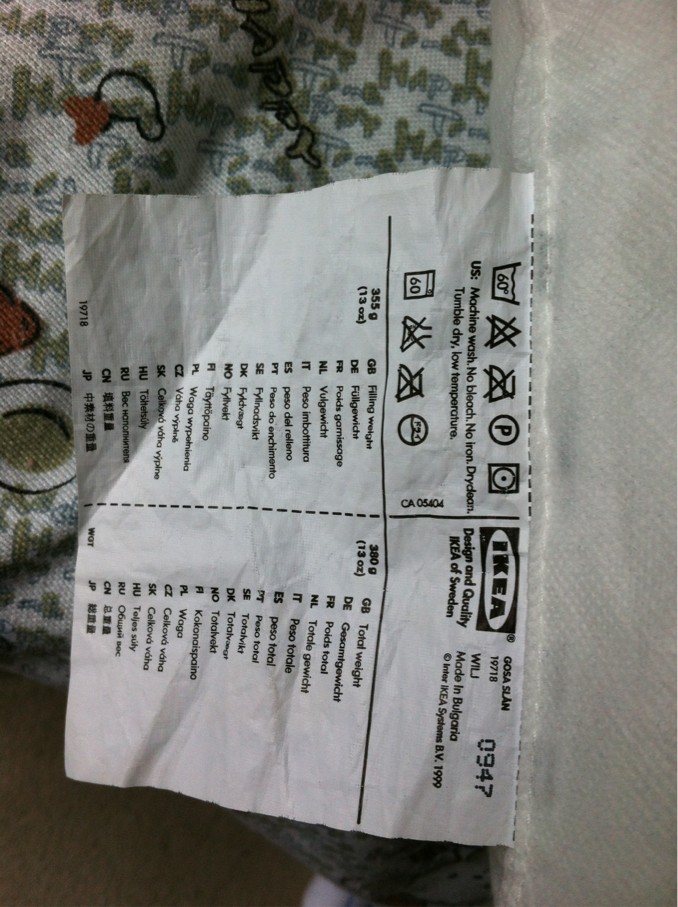 HAPPY
60°
P
US: Machine wash. No bleach. No iron. Dryclean.
Tumble dry, low temperature.
60
CA 05404
IKEA®
Design and Quality
IKEA of Sweden
GOSA SLÅN
19718
0947
WILI
Made in Bulgaria
© Inter IKEA Systems B.V. 1999
355 g
(13 oz)
GB Filling weight
DE Füllgewicht
FR Poids garnissage
NL Vulgewicht
IT Peso imbottitura
ES peso del relleno
PT Peso do enchimento
SE Fyllnadsvikt
DK Fyldvægt
NO Fyllvekt
FI Täyttöpaino
PL Waga wypełnienia
CZ Váha výplně
SK Celková váha výplne
HU Töltetsúly
RU Вес наполнителя
CN 填料重量
JP 中素材の重量
19718
380 g
(13 oz)
GB Total weight
DE Gesamtgewicht
FR Poids total
NL Totale gewicht
IT Peso totale
ES peso total
PT Peso total
SE Totalvikt
DK Totalvægt
NO Totalvekt
FI Kokonaispaino
PL Waga
CZ Celková váha
SK Celková váha
HU Teljes súly
RU Общий вес
CN 总重量
JP 総重量
WGT